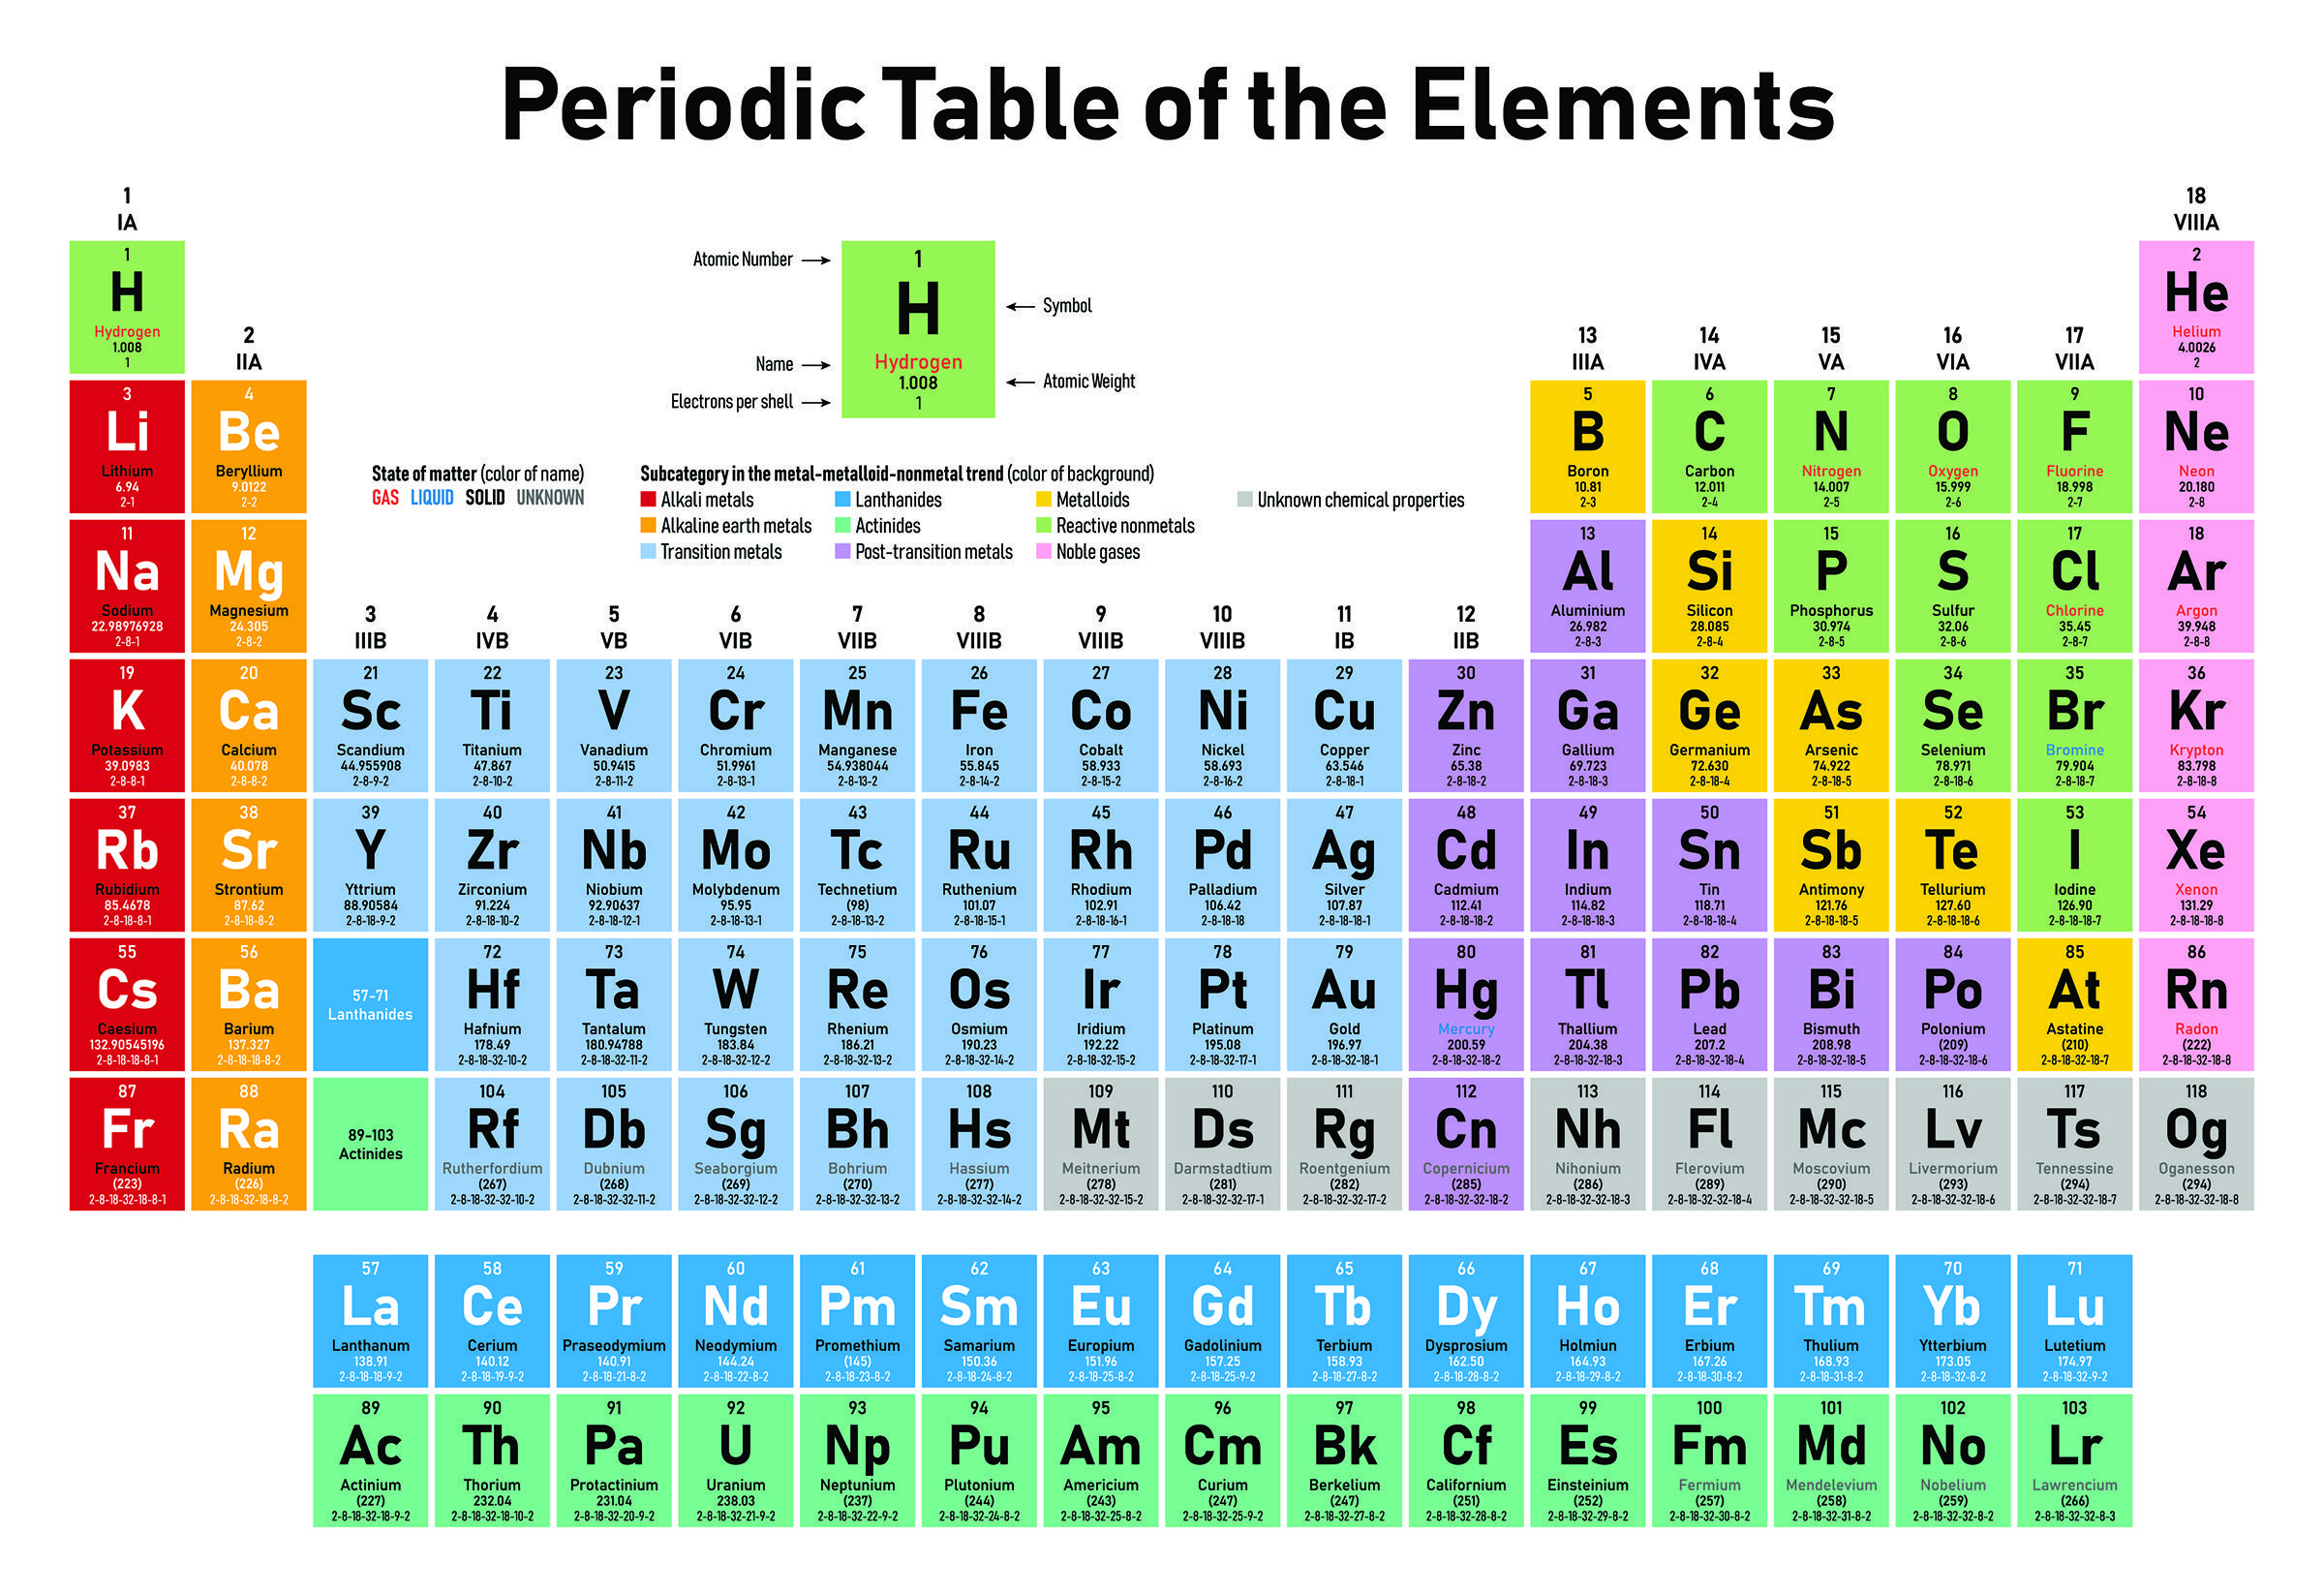 Periodic Table of the Elements
1 18
IA VIIIA
1 2
H He
Hydrogen Helium
1.008 4.0026
1 2
Atomic Number
1
H
Symbol
Name
Hydrogen
1.008
Atomic Weight
Electrons per shell
1
2 13 14 15 16 17
IIA IIIA IVA VA VIA VIIA
3 4 5 6 7 8 9 10
Li Be B C N O F Ne
Lithium Beryllium Boron Carbon Nitrogen Oxygen Fluorine Neon
6.94 9.0122 10.81 12.011 14.007 15.999 18.998 20.180
2-1 2-2 2-3 2-4 2-5 2-6 2-7 2-8
State of matter (color of name)
GAS LIQUID SOLID UNKNOWN
Subcategory in the metal-metalloid-nonmetal trend (color of background)
Alkali metals Lanthanides Metalloids Unknown chemical properties
Alkaline earth metals Actinides Reactive nonmetals
Transition metals Post-transition metals Noble gases
11 12 13 14 15 16 17 18
Na Mg Al Si P S Cl Ar
Sodium Magnesium Aluminium Silicon Phosphorus Sulfur Chlorine Argon
22.98976928 24.305 26.982 28.085 30.974 32.06 35.45 39.948
2-8-1 2-8-2 2-8-3 2-8-4 2-8-5 2-8-6 2-8-7 2-8-8
3 4 5 6 7 8 9 10 11 12
IIIB IVB VB VIB VIIB VIIIB VIIIB VIIIB IB IIB
19 20 21 22 23 24 25 26 27 28 29 30 31 32 33 34 35 36
K Ca Sc Ti V Cr Mn Fe Co Ni Cu Zn Ga Ge As Se Br Kr
Potassium Calcium Scandium Titanium Vanadium Chromium Manganese Iron Cobalt Nickel Copper Zinc Gallium Germanium Arsenic Selenium Bromine Krypton
39.0983 40.078 44.955908 47.867 50.9415 51.9961 54.938044 55.845 58.933 58.693 63.546 65.38 69.723 72.630 74.922 78.971 79.904 83.798
2-8-8-1 2-8-8-2 2-8-9-2 2-8-10-2 2-8-11-2 2-8-13-1 2-8-13-2 2-8-14-2 2-8-15-2 2-8-16-2 2-8-18-1 2-8-18-2 2-8-18-3 2-8-18-4 2-8-18-5 2-8-18-6 2-8-18-7 2-8-18-8
37 38 39 40 41 42 43 44 45 46 47 48 49 50 51 52 53 54
Rb Sr Y Zr Nb Mo Tc Ru Rh Pd Ag Cd In Sn Sb Te I Xe
Rubidium Strontium Yttrium Zirconium Niobium Molybdenum Technetium Ruthenium Rhodium Palladium Silver Cadmium Indium Tin Antimony Tellurium Iodine Xenon
85.4678 87.62 88.90584 91.224 92.90637 95.95 (98) 101.07 102.91 106.42 107.87 112.41 114.82 118.71 121.76 127.60 126.90 131.29
2-8-18-8-1 2-8-18-8-2 2-8-18-9-2 2-8-18-10-2 2-8-18-12-1 2-8-18-13-1 2-8-18-13-2 2-8-18-15-1 2-8-18-16-1 2-8-18-18 2-8-18-18-1 2-8-18-18-2 2-8-18-18-3 2-8-18-18-4 2-8-18-18-5 2-8-18-18-6 2-8-18-18-7 2-8-18-18-8
55 56 72 73 74 75 76 77 78 79 80 81 82 83 84 85 86
Cs Ba 57-71 Hf Ta W Re Os Ir Pt Au Hg Tl Pb Bi Po At Rn
Caesium Barium Lanthanides Hafnium Tantalum Tungsten Rhenium Osmium Iridium Platinum Gold Mercury Thallium Lead Bismuth Polonium Astatine Radon
132.90545196 137.327 178.49 180.94788 183.84 186.21 190.23 192.22 195.08 196.97 200.59 204.38 207.2 208.98 (209) (210) (222)
2-8-18-18-8-1 2-8-18-18-8-2 2-8-18-32-10-2 2-8-18-32-11-2 2-8-18-32-12-2 2-8-18-32-13-2 2-8-18-32-14-2 2-8-18-32-15-2 2-8-18-32-17-1 2-8-18-32-18-1 2-8-18-32-18-2 2-8-18-32-18-3 2-8-18-32-18-4 2-8-18-32-18-5 2-8-18-32-18-6 2-8-18-32-18-7 2-8-18-32-18-8
87 88 104 105 106 107 108 109 110 111 112 113 114 115 116 117 118
Fr Ra 89-103 Rf Db Sg Bh Hs Mt Ds Rg Cn Nh Fl Mc Lv Ts Og
Francium Radium Actinides Rutherfordium Dubnium Seaborgium Bohrium Hassium Meitnerium Darmstadtium Roentgenium Copernicium Nihonium Flerovium Moscovium Livermorium Tennessine Oganesson
(223) (226) (267) (268) (269) (270) (277) (278) (281) (282) (285) (286) (289) (290) (293) (294) (294)
2-8-18-32-18-8-1 2-8-18-32-18-8-2 2-8-18-32-32-10-2 2-8-18-32-32-11-2 2-8-18-32-32-12-2 2-8-18-32-32-13-2 2-8-18-32-32-14-2 2-8-18-32-32-15-2 2-8-18-32-32-17-1 2-8-18-32-32-17-2 2-8-18-32-32-18-2 2-8-18-32-32-18-3 2-8-18-32-32-18-4 2-8-18-32-32-18-5 2-8-18-32-32-18-6 2-8-18-32-32-18-7 2-8-18-32-32-18-8
57 58 59 60 61 62 63 64 65 66 67 68 69 70 71
La Ce Pr Nd Pm Sm Eu Gd Tb Dy Ho Er Tm Yb Lu
Lanthanum Cerium Praseodymium Neodymium Promethium Samarium Europium Gadolinium Terbium Dysprosium Holmiun Erbium Thulium Ytterbium Lutetium
138.91 140.12 140.91 144.24 (145) 150.36 151.96 157.25 158.93 162.50 164.93 167.26 168.93 173.05 174.97
2-8-18-18-9-2 2-8-18-19-9-2 2-8-18-21-8-2 2-8-18-22-8-2 2-8-18-23-8-2 2-8-18-24-8-2 2-8-18-25-8-2 2-8-18-25-9-2 2-8-18-27-8-2 2-8-18-28-8-2 2-8-18-29-8-2 2-8-18-30-8-2 2-8-18-31-8-2 2-8-18-32-8-2 2-8-18-32-9-2
89 90 91 92 93 94 95 96 97 98 99 100 101 102 103
Ac Th Pa U Np Pu Am Cm Bk Cf Es Fm Md No Lr
Actinium Thorium Protactinium Uranium Neptunium Plutonium Americium Curium Berkelium Californium Einsteinium Fermium Mendelevium Nobelium Lawrencium
(227) 232.04 231.04 238.03 (237) (244) (243) (247) (247) (251) (252) (257) (258) (259) (266)
2-8-18-32-18-9-2 2-8-18-32-18-10-2 2-8-18-32-20-9-2 2-8-18-32-21-9-2 2-8-18-32-22-9-2 2-8-18-32-24-8-2 2-8-18-32-25-8-2 2-8-18-32-25-9-2 2-8-18-32-27-8-2 2-8-18-32-28-8-2 2-8-18-32-29-8-2 2-8-18-32-30-8-2 2-8-18-32-31-8-2 2-8-18-32-32-8-2 2-8-18-32-32-8-3